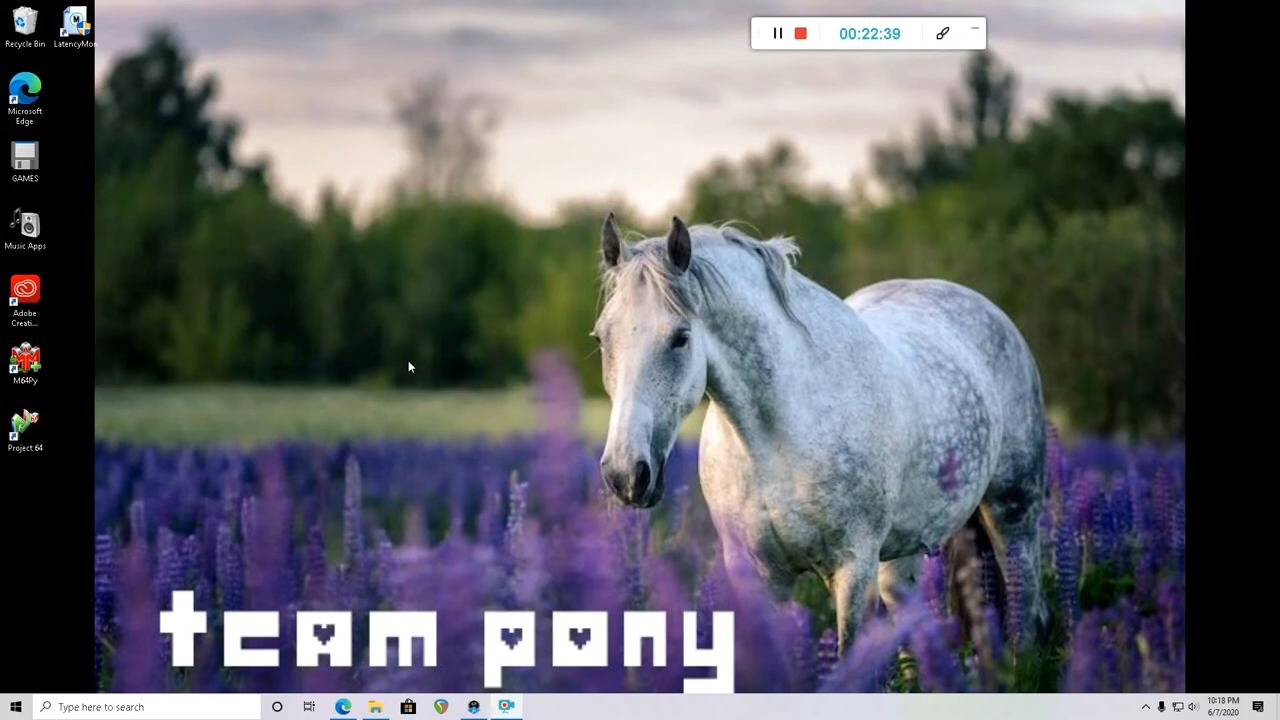 Recycle Bin
LatencyMon
00:22:39
Microsoft
Edge
GAMES
Music Apps
Adobe
Creati...
M64Py
Project 64
team pony
Type here to search
10:18 PM
6/7/2020